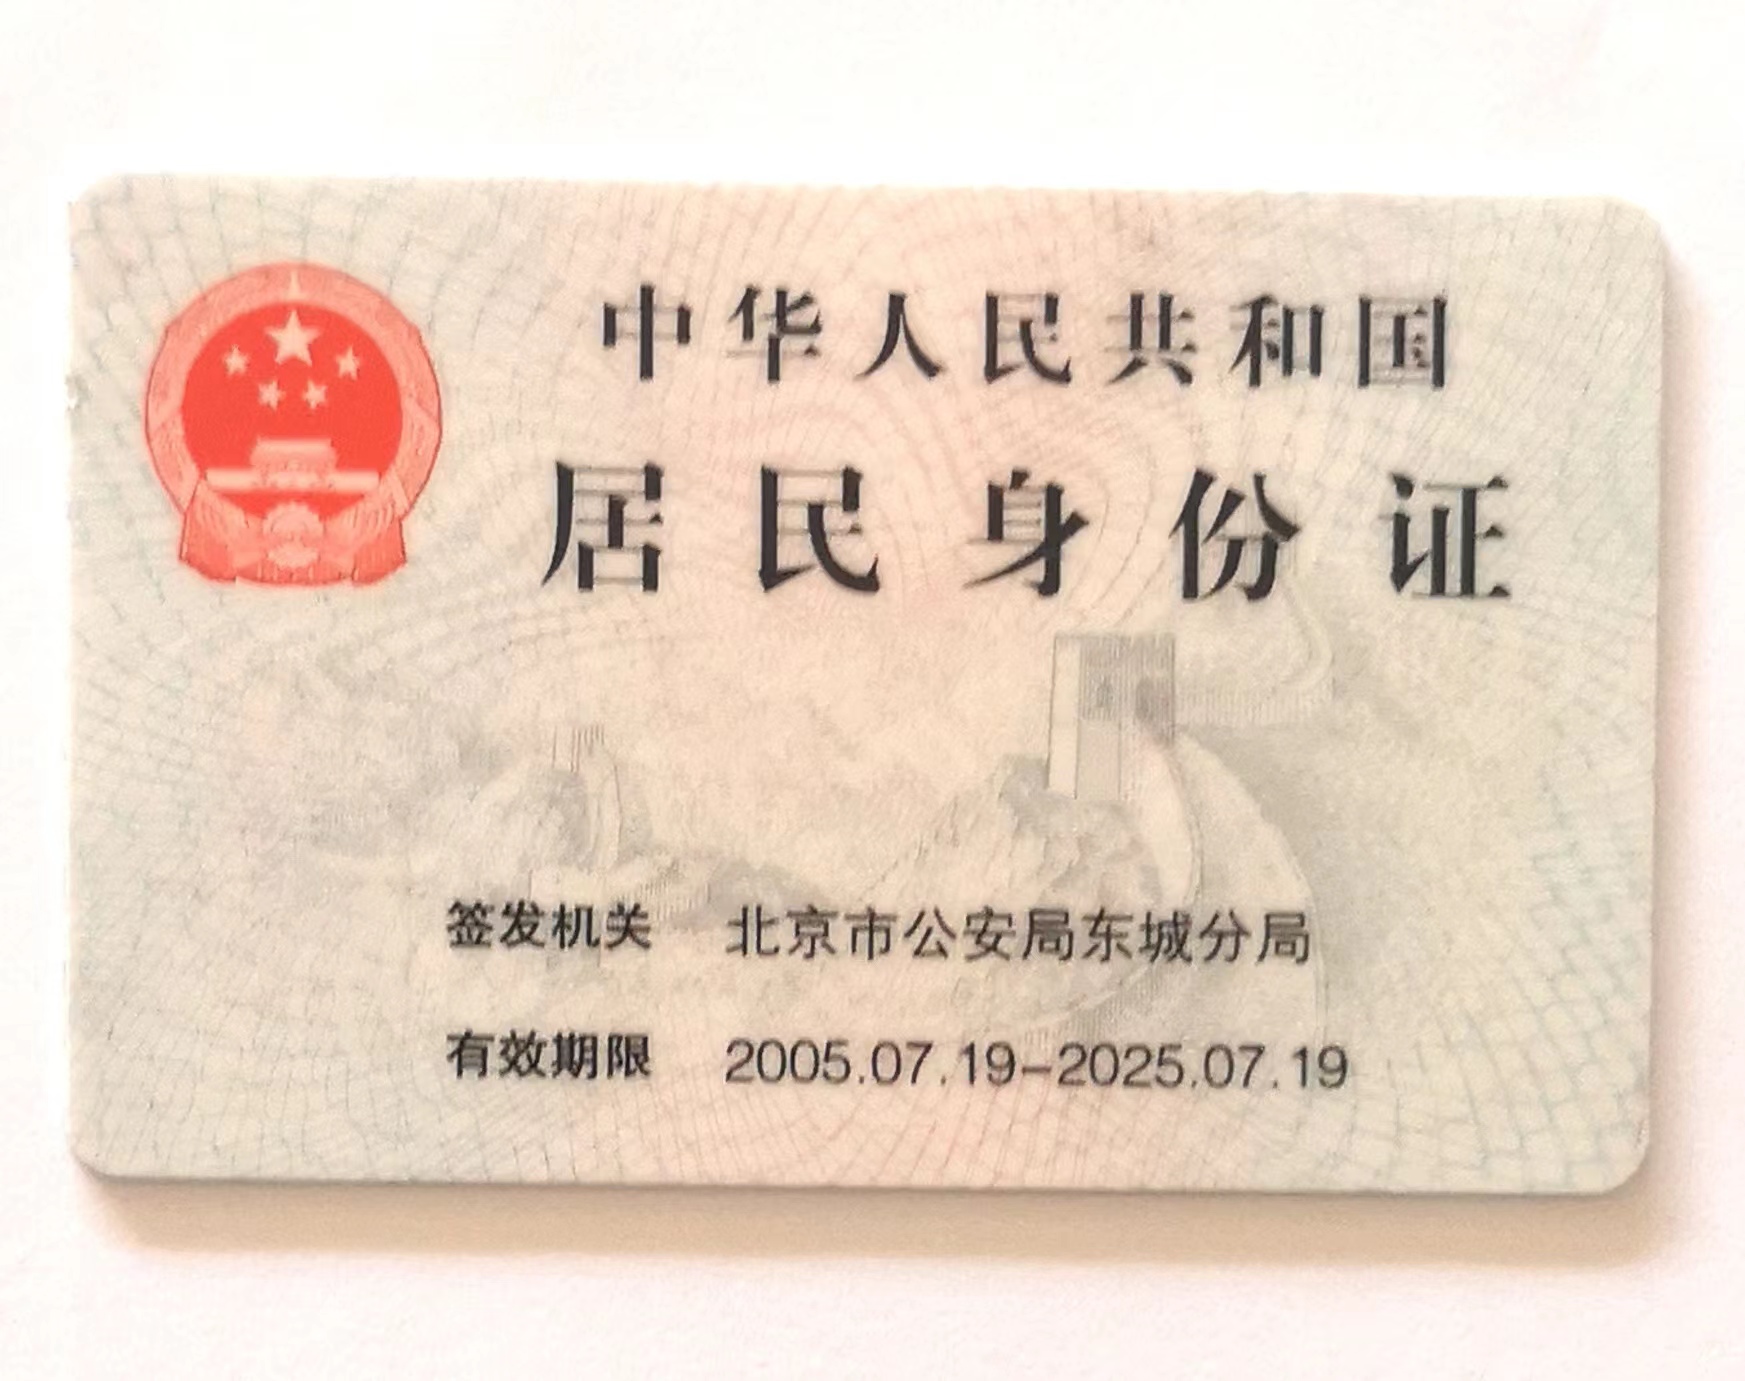 中华人民共和国
居民身份证
签发机关 北京市公安局东城分局
有效期限 2005.07.19-2025.07.19